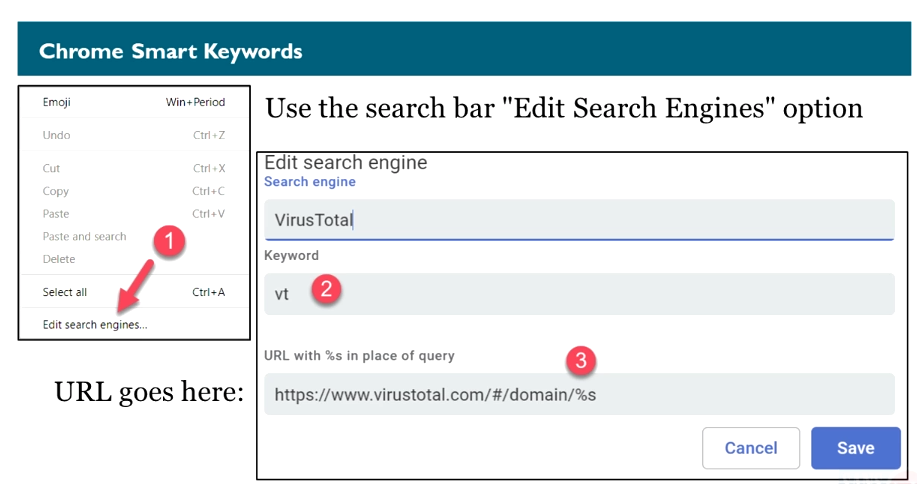 Chrome Smart Keywords
Emoji Win+Period
Undo Ctrl+Z
Cut Ctrl+X
Copy Ctrl+C
Paste Ctrl+V
Paste and search
Delete
1
Select all Ctrl+A
Edit search engines...
Use the search bar "Edit Search Engines" option
Edit search engine
Search engine
VirusTotal
Keyword
vt 2
URL with %s in place of query
3
URL goes here:
https://www.virustotal.com/#/domain/%s
Cancel Save